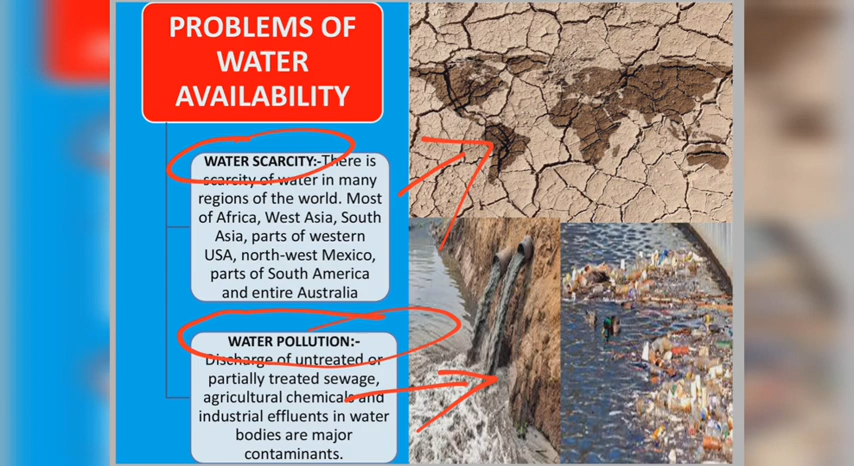 PROBLEMS OF
WATER
AVAILABILITY
WATER SCARCITY:-There is
scarcity of water in many
regions of the world. Most
of Africa, West Asia, South
Asia, parts of western
USA, north-west Mexico,
parts of South America
and entire Australia
WATER POLLUTION:-
Discharge of untreated or
partially treated sewage,
agricultural chemicals and
industrial effluents in water
bodies are major
contaminants.